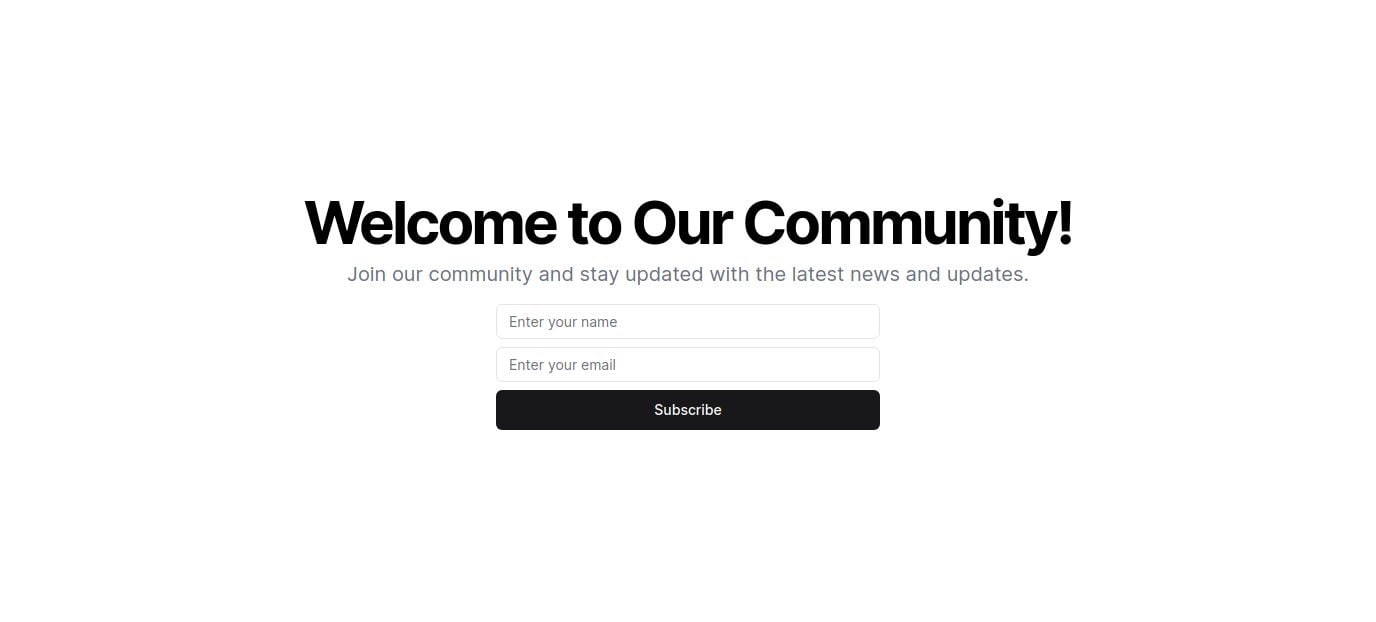 Welcome to Our Community!
Join our community and stay updated with the latest news and updates.
Enter your name
Enter your email
Subscribe